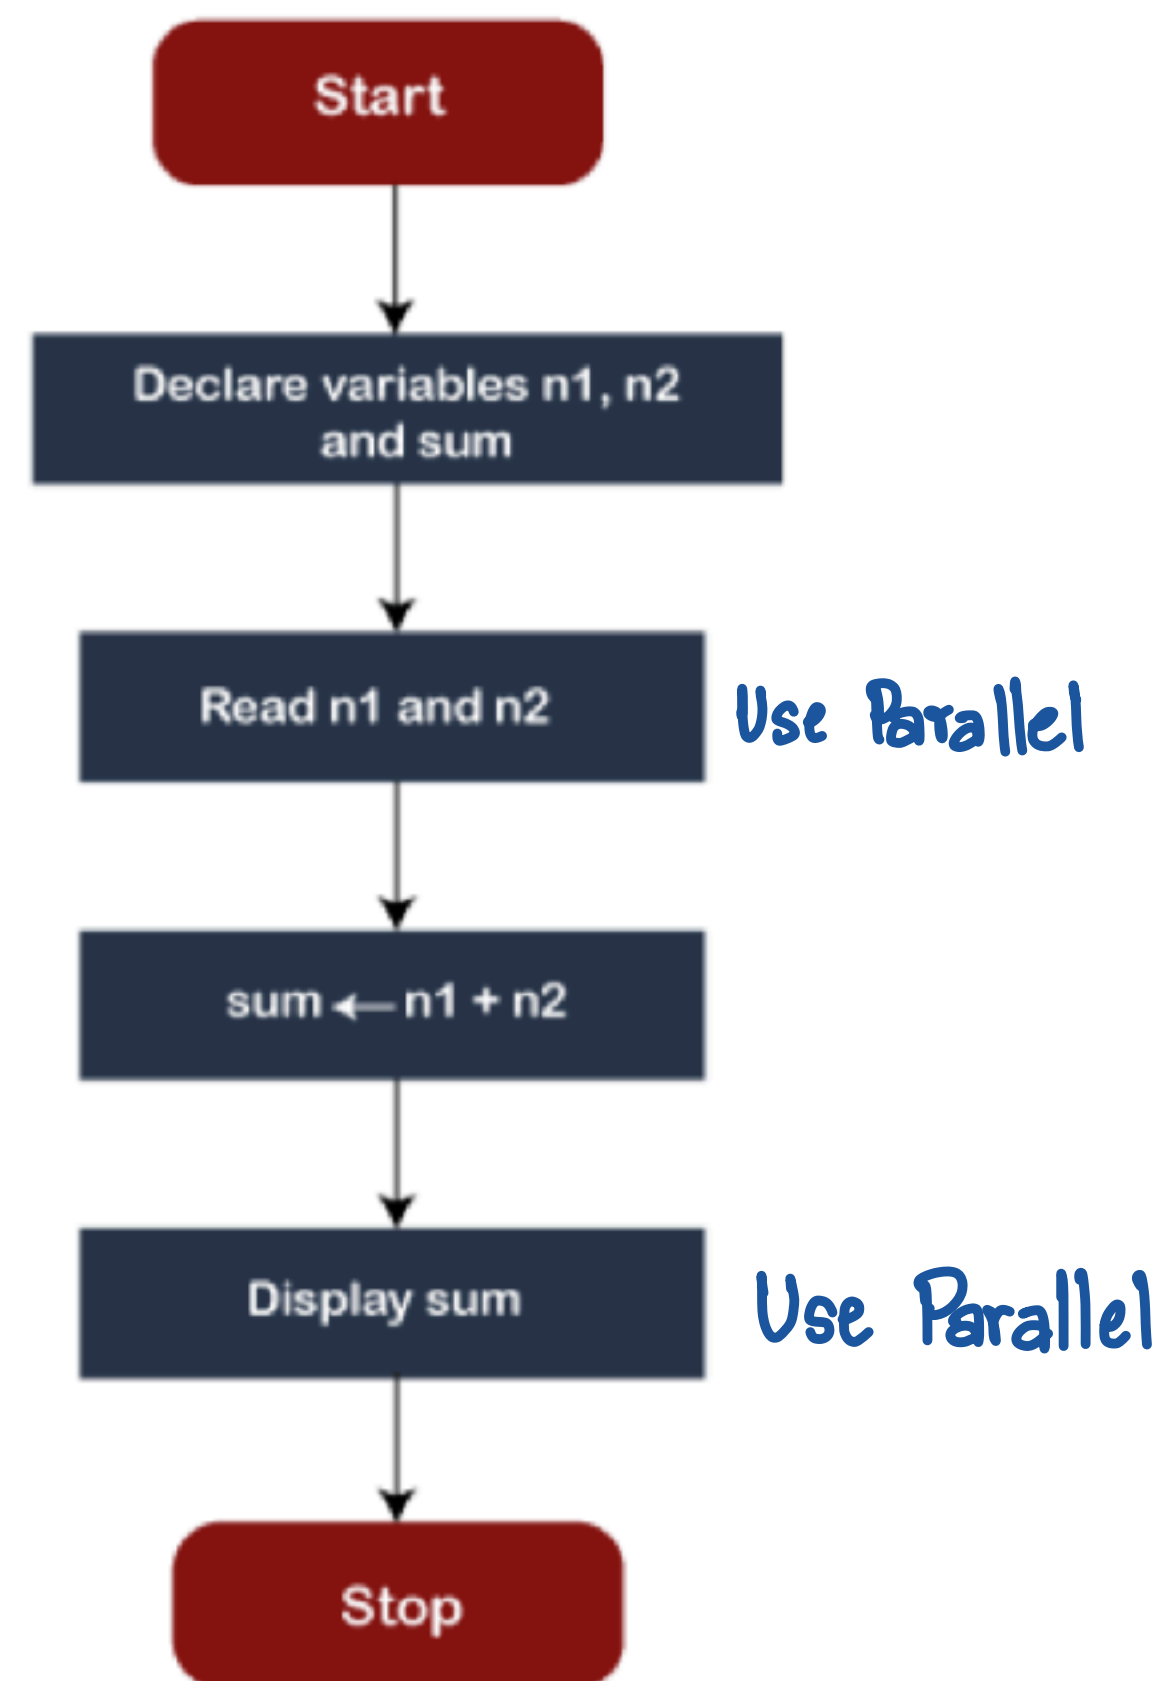 Start
Declare variables n1, n2
and sum
Read n1 and n2
Use Parallel
sum ← n1 + n2
Display sum
Use Parallel
Stop